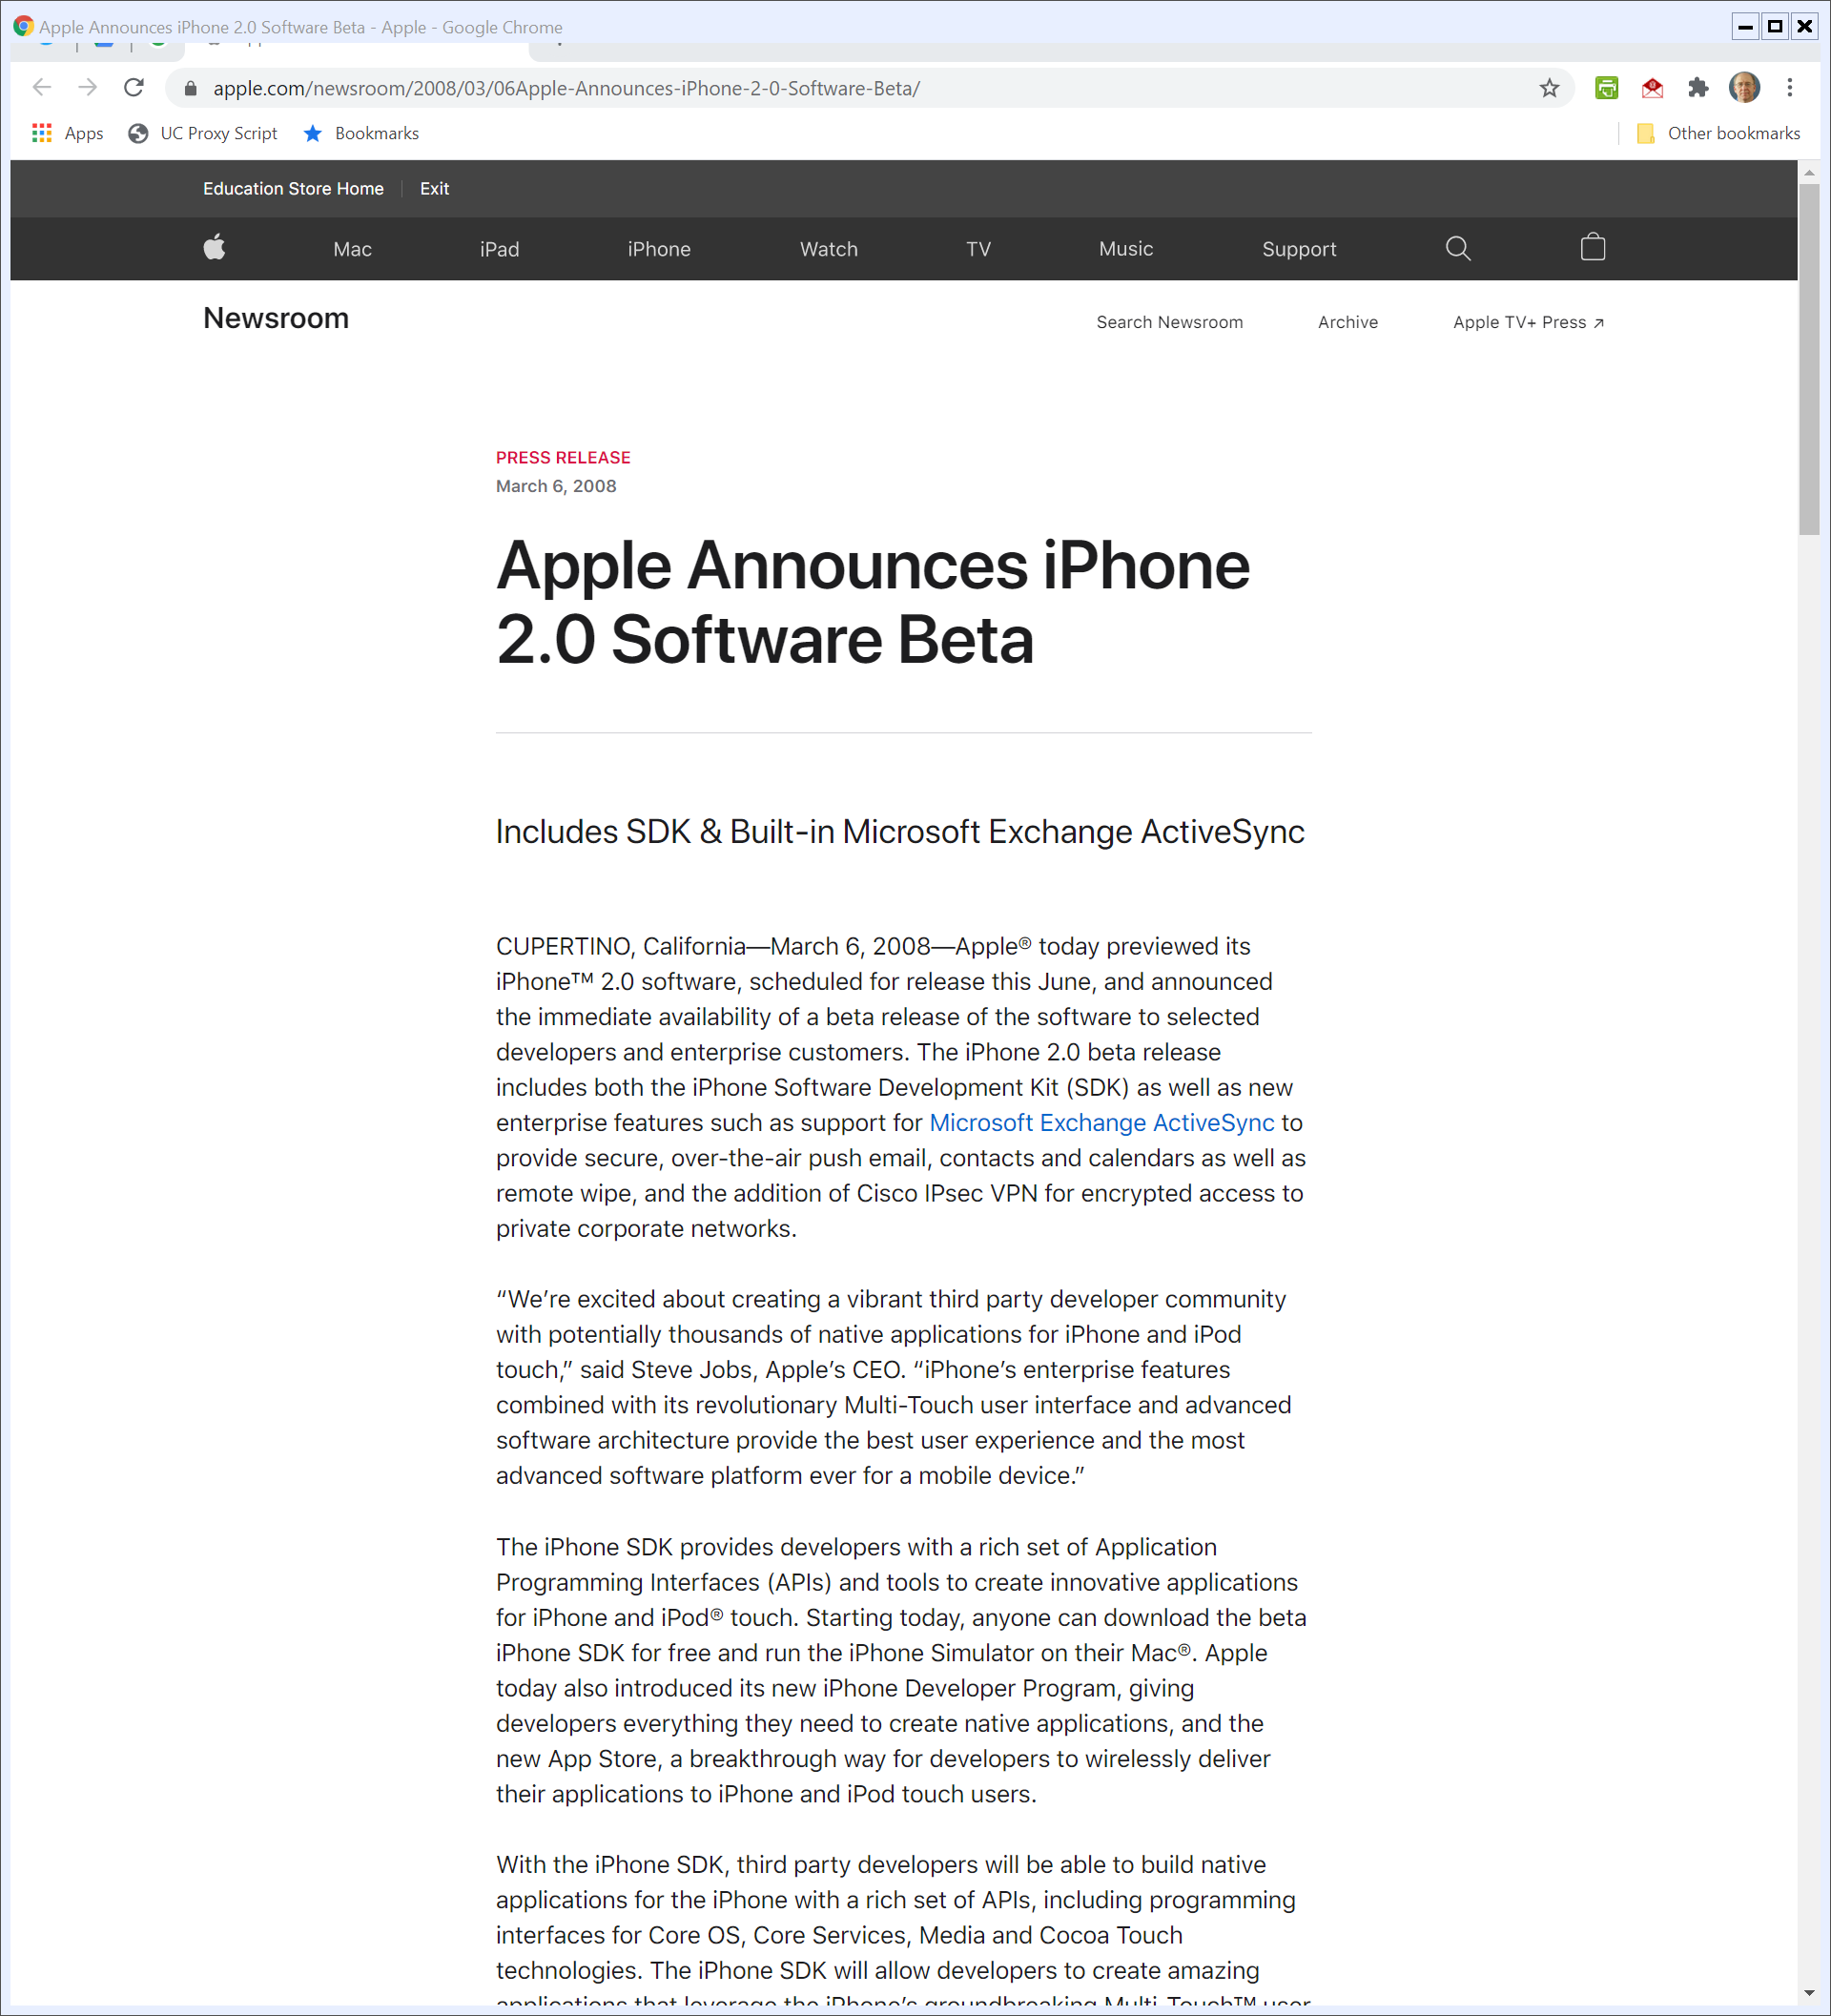 Apple Announces iPhone 2.0 Software Beta - Apple - Google Chrome
apple.com/newsroom/2008/03/06Apple-Announces-iPhone-2-0-Software-Beta/
Apps UC Proxy Script Bookmarks Other bookmarks
Education Store Home Exit
Mac iPad iPhone Watch TV Music Support
Newsroom Search Newsroom Archive Apple TV+ Press ↗
PRESS RELEASE
March 6, 2008
Apple Announces iPhone
2.0 Software Beta
Includes SDK & Built-in Microsoft Exchange ActiveSync
CUPERTINO, California—March 6, 2008—Apple® today previewed its
iPhone™ 2.0 software, scheduled for release this June, and announced
the immediate availability of a beta release of the software to selected
developers and enterprise customers. The iPhone 2.0 beta release
includes both the iPhone Software Development Kit (SDK) as well as new
enterprise features such as support for Microsoft Exchange ActiveSync to
provide secure, over-the-air push email, contacts and calendars as well as
remote wipe, and the addition of Cisco IPsec VPN for encrypted access to
private corporate networks.
“We’re excited about creating a vibrant third party developer community
with potentially thousands of native applications for iPhone and iPod
touch,” said Steve Jobs, Apple’s CEO. “iPhone’s enterprise features
combined with its revolutionary Multi-Touch user interface and advanced
software architecture provide the best user experience and the most
advanced software platform ever for a mobile device.”
The iPhone SDK provides developers with a rich set of Application
Programming Interfaces (APIs) and tools to create innovative applications
for iPhone and iPod® touch. Starting today, anyone can download the beta
iPhone SDK for free and run the iPhone Simulator on their Mac®. Apple
today also introduced its new iPhone Developer Program, giving
developers everything they need to create native applications, and the
new App Store, a breakthrough way for developers to wirelessly deliver
their applications to iPhone and iPod touch users.
With the iPhone SDK, third party developers will be able to build native
applications for the iPhone with a rich set of APIs, including programming
interfaces for Core OS, Core Services, Media and Cocoa Touch
technologies. The iPhone SDK will allow developers to create amazing
applications that leverage the iPhone’s groundbreaking Multi-Touch™ user